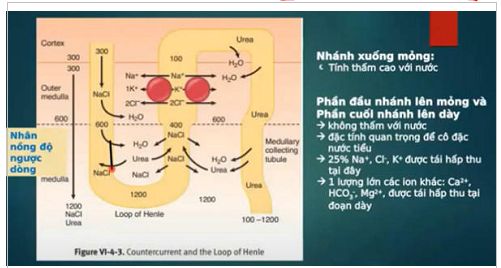 Cortex
300
300
Outer
medulla
600
Nhân
nồng độ
ngược
dòng
medulla
1200
NaCl
Urea
300
NaCl
H₂O
600
NaCl
1200
Loop of Henle
100
Na⁺
1K⁺
2Cl⁻
Na⁺
K⁺
2Cl⁻
400
NaCl
H₂O
Urea
NaCl
NaCl
H₂O
Urea
1200
Urea
H₂O
H₂O
Urea
600
Medullary
collecting
tubule
Urea
100–1200
Figure VI-4-3. Countercurrent and the Loop of Henle
Nhánh xuống mỏng:
Tính thấm cao với nước
Phần đầu nhánh lên mỏng và
Phần cuối nhánh lên dày
→ không thấm với nước
→ đặc tính quan trọng để cô đặc
nước tiểu
→ 25% Na⁺, Cl⁻, K⁺ được tái hấp thu
tại đây
→ 1 lượng lớn các ion khác: Ca²⁺,
HCO₃⁻, Mg²⁺, được tái hấp thu tại
đoạn dày